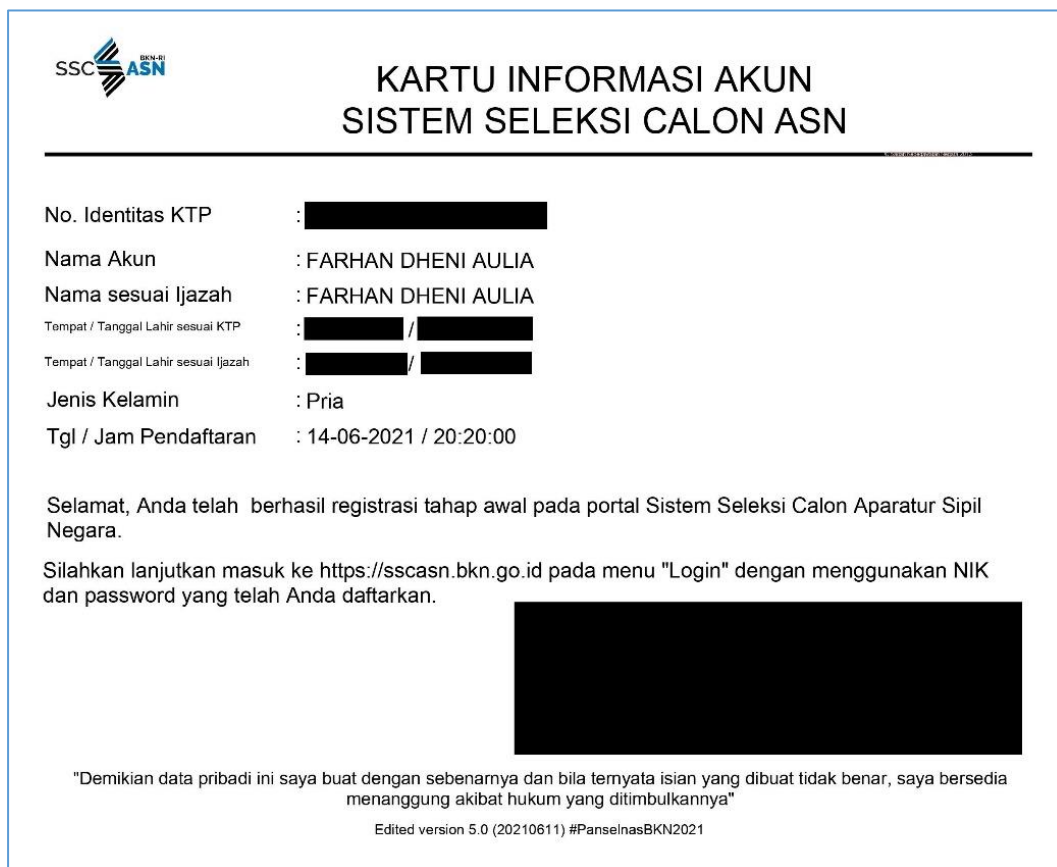 BKN-RI
SSC ASN
KARTU INFORMASI AKUN
SISTEM SELEKSI CALON ASN
No. Identitas KTP :
Nama Akun : FARHAN DHENI AULIA
Nama sesuai Ijazah : FARHAN DHENI AULIA
Tempat / Tanggal Lahir sesuai KTP : /
Tempat / Tanggal Lahir sesuai Ijazah : /
Jenis Kelamin : Pria
Tgl / Jam Pendaftaran : 14-06-2021 / 20:20:00
Selamat, Anda telah berhasil registrasi tahap awal pada portal Sistem Seleksi Calon Aparatur Sipil
Negara.
Silahkan lanjutkan masuk ke https://sscasn.bkn.go.id pada menu "Login" dengan menggunakan NIK
dan password yang telah Anda daftarkan.
"Demikian data pribadi ini saya buat dengan sebenarnya dan bila ternyata isian yang dibuat tidak benar, saya bersedia
menanggung akibat hukum yang ditimbulkannya"
Edited version 5.0 (20210611) #PanselnasBKN2021